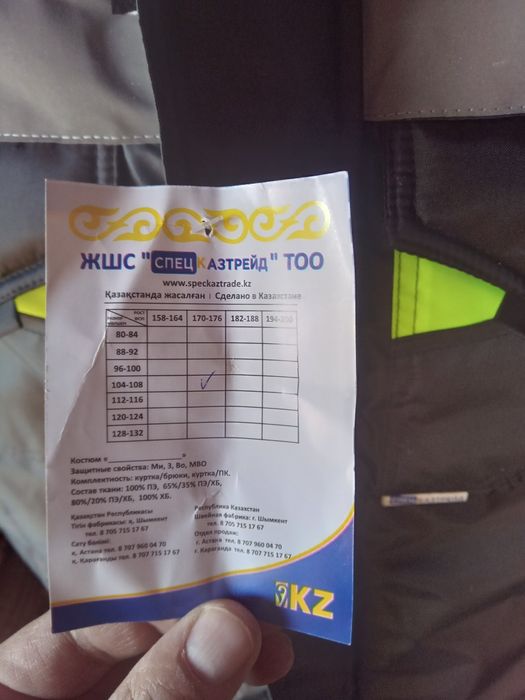 ЖШС "СПЕЦКАЗТРЕЙД" ТОО
www.speckaztrade.kz
Қазақстанда жасалған | Сделано в Казахстане
РОСТ 158-164 170-176 182-188 194-200
80-84
88-92
96-100
104-108 ✓
112-116
120-124
128-132
Костюм «______________»
Защитные свойства: Ми, З, Во, МВО
Комплектность: куртка/брюки, куртка/ПК.
Состав ткани: 100% ПЭ, 65%/35% ПЭ/ХБ,
80%/20% ПЭ/ХБ, 100% ХБ.
Қазақстан Республикасы
Тігін фабрикасы: қ. Шымкент
тел. 8 705 715 17 67
Сату бөлімі:
қ. Астана тел. 8 707 960 04 70
қ. Қарағанды тел. 8 707 715 17 67
Республика Казахстан
Швейная фабрика: г. Шымкент
тел. 8 705 715 17 67
Отдел продаж:
г. Астана тел. 8 707 960 04 70
г. Караганда тел. 8 707 715 17 67
KZ